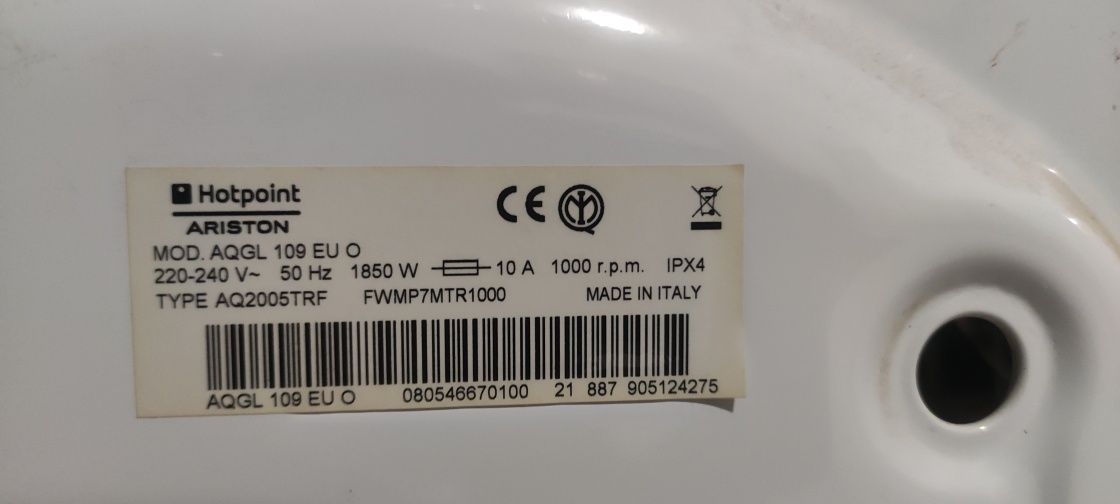 Hotpoint
ARISTON
CE
MOD. AQGL 109 EU O
220-240 V~ 50 Hz 1850 W 10 A 1000 r.p.m. IPX4
TYPE AQ2005TRF FWMP7MTR1000 MADE IN ITALY
AQGL 109 EU O 080546670100 21 887 905124275